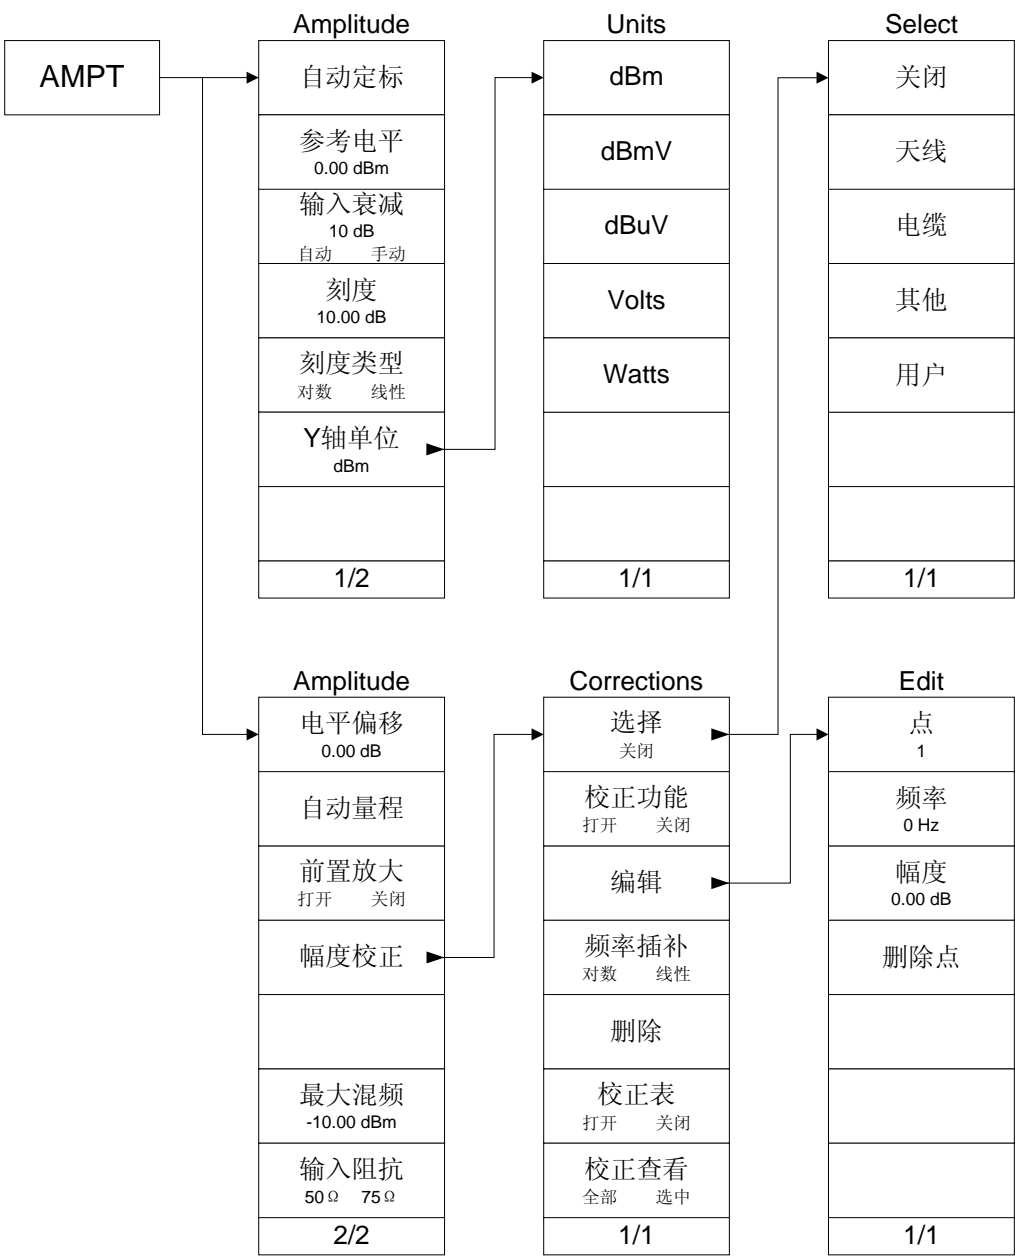 AMPT
Amplitude
自动定标
参考电平
0.00 dBm
输入衰减
10 dB
自动 手动
刻度
10.00 dB
刻度类型
对数 线性
Y轴单位
dBm
1/2
Units
dBm
dBmV
dBuV
Volts
Watts
1/1
Select
关闭
天线
电缆
其他
用户
1/1
Amplitude
电平偏移
0.00 dB
自动量程
前置放大
打开 关闭
幅度校正
最大混频
-10.00 dBm
输入阻抗
50Ω 75Ω
2/2
Corrections
选择
关闭
校正功能
打开 关闭
编辑
频率插补
对数 线性
删除
校正表
打开 关闭
校正查看
全部 选中
1/1
Edit
点
1
频率
0 Hz
幅度
0.00 dB
删除点
1/1